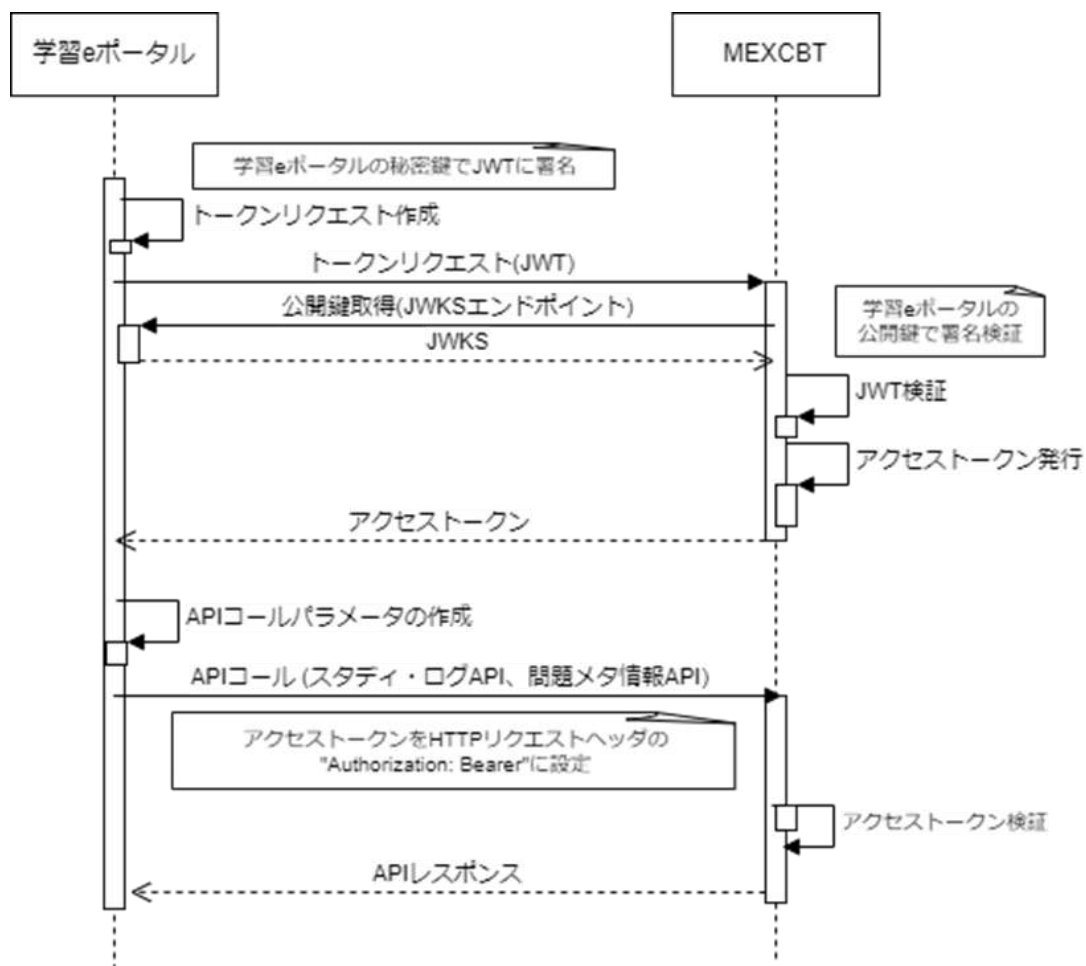 学習eポータル
MEXCBT
学習eポータルの秘密鍵でJWTに署名
トークンリクエスト作成
トークンリクエスト(JWT)
公開鍵取得(JWKSエンドポイント)
学習eポータルの
公開鍵で署名検証
JWKS
JWT検証
アクセストークン発行
アクセストークン
APIコールパラメータの作成
APIコール (スタディ・ログAPI、問題メタ情報API)
アクセストークンをHTTPリクエストヘッダの
"Authorization: Bearer"に設定
アクセストークン検証
APIレスポンス